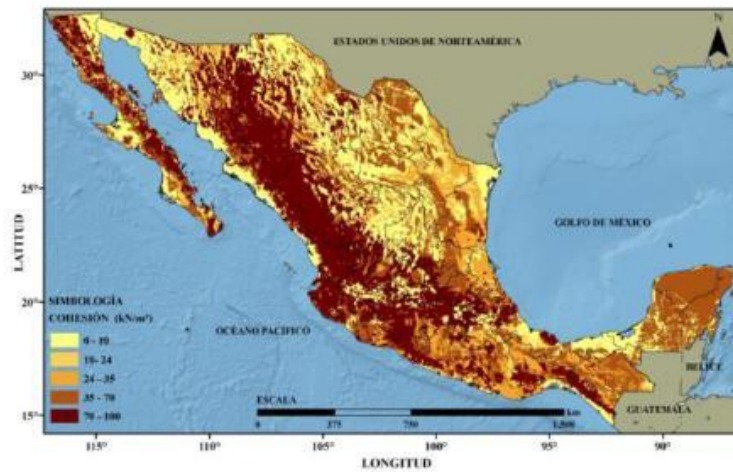 ESTADOS UNIDOS DE NORTEAMÉRICA
N
30°
25°
20°
15°
LATITUD
GOLFO DE MÉXICO
OCEANO PACÍFICO
BELICE
GUATEMALA
SIMBOLOGÍA
COHESIÓN (kN/m²)
0 - 10
10- 24
24 -35
35 - 70
70 - 100
ESCALA
km
0 375 750 1,500
115° 110° 105° 100° 95° 90°
LONGITUD